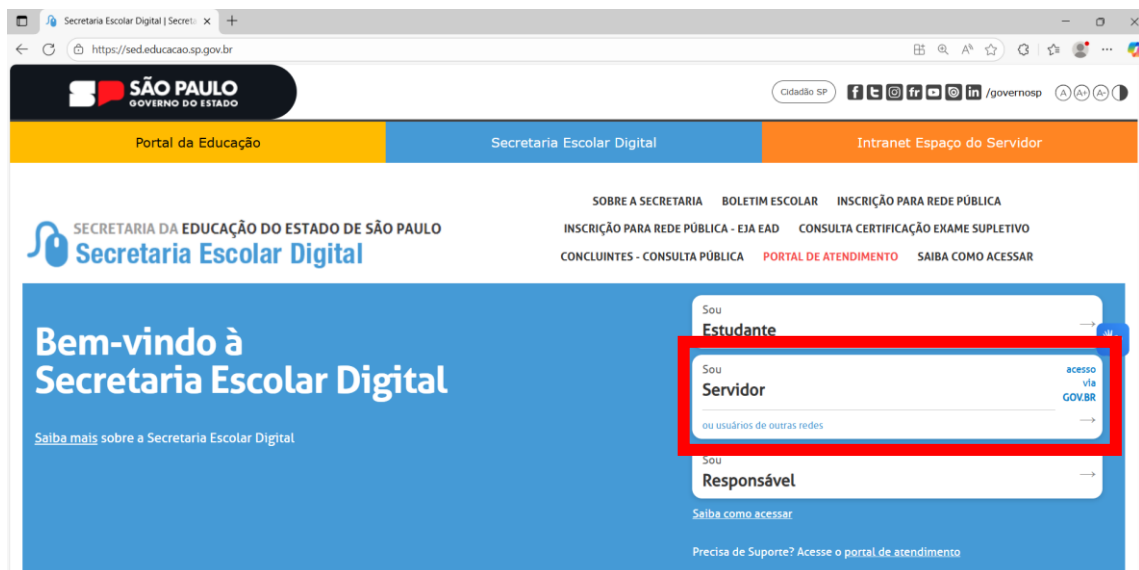 Secretaria Escolar Digital | Secret
https://sed.educacao.sp.gov.br
SÃO PAULO
GOVERNO DO ESTADO
Cidadão SP
/governosp
A A+ A-
Portal da Educação
Secretaria Escolar Digital
Intranet Espaço do Servidor
SOBRE A SECRETARIA BOLETIM ESCOLAR INSCRIÇÃO PARA REDE PÚBLICA
INSCRIÇÃO PARA REDE PÚBLICA - EJA EAD CONSULTA CERTIFICAÇÃO EXAME SUPLETIVO
CONCLUINTES - CONSULTA PÚBLICA PORTAL DE ATENDIMENTO SAIBA COMO ACESSAR
SECRETARIA DA EDUCAÇÃO DO ESTADO DE SÃO PAULO
Secretaria Escolar Digital
Bem-vindo à
Secretaria Escolar Digital
Saiba mais sobre a Secretaria Escolar Digital
Sou
Estudante
Sou
Servidor
acesso
via
GOV.BR
ou usuários de outras redes
Sou
Responsável
Saiba como acessar
Precisa de Suporte? Acesse o portal de atendimento